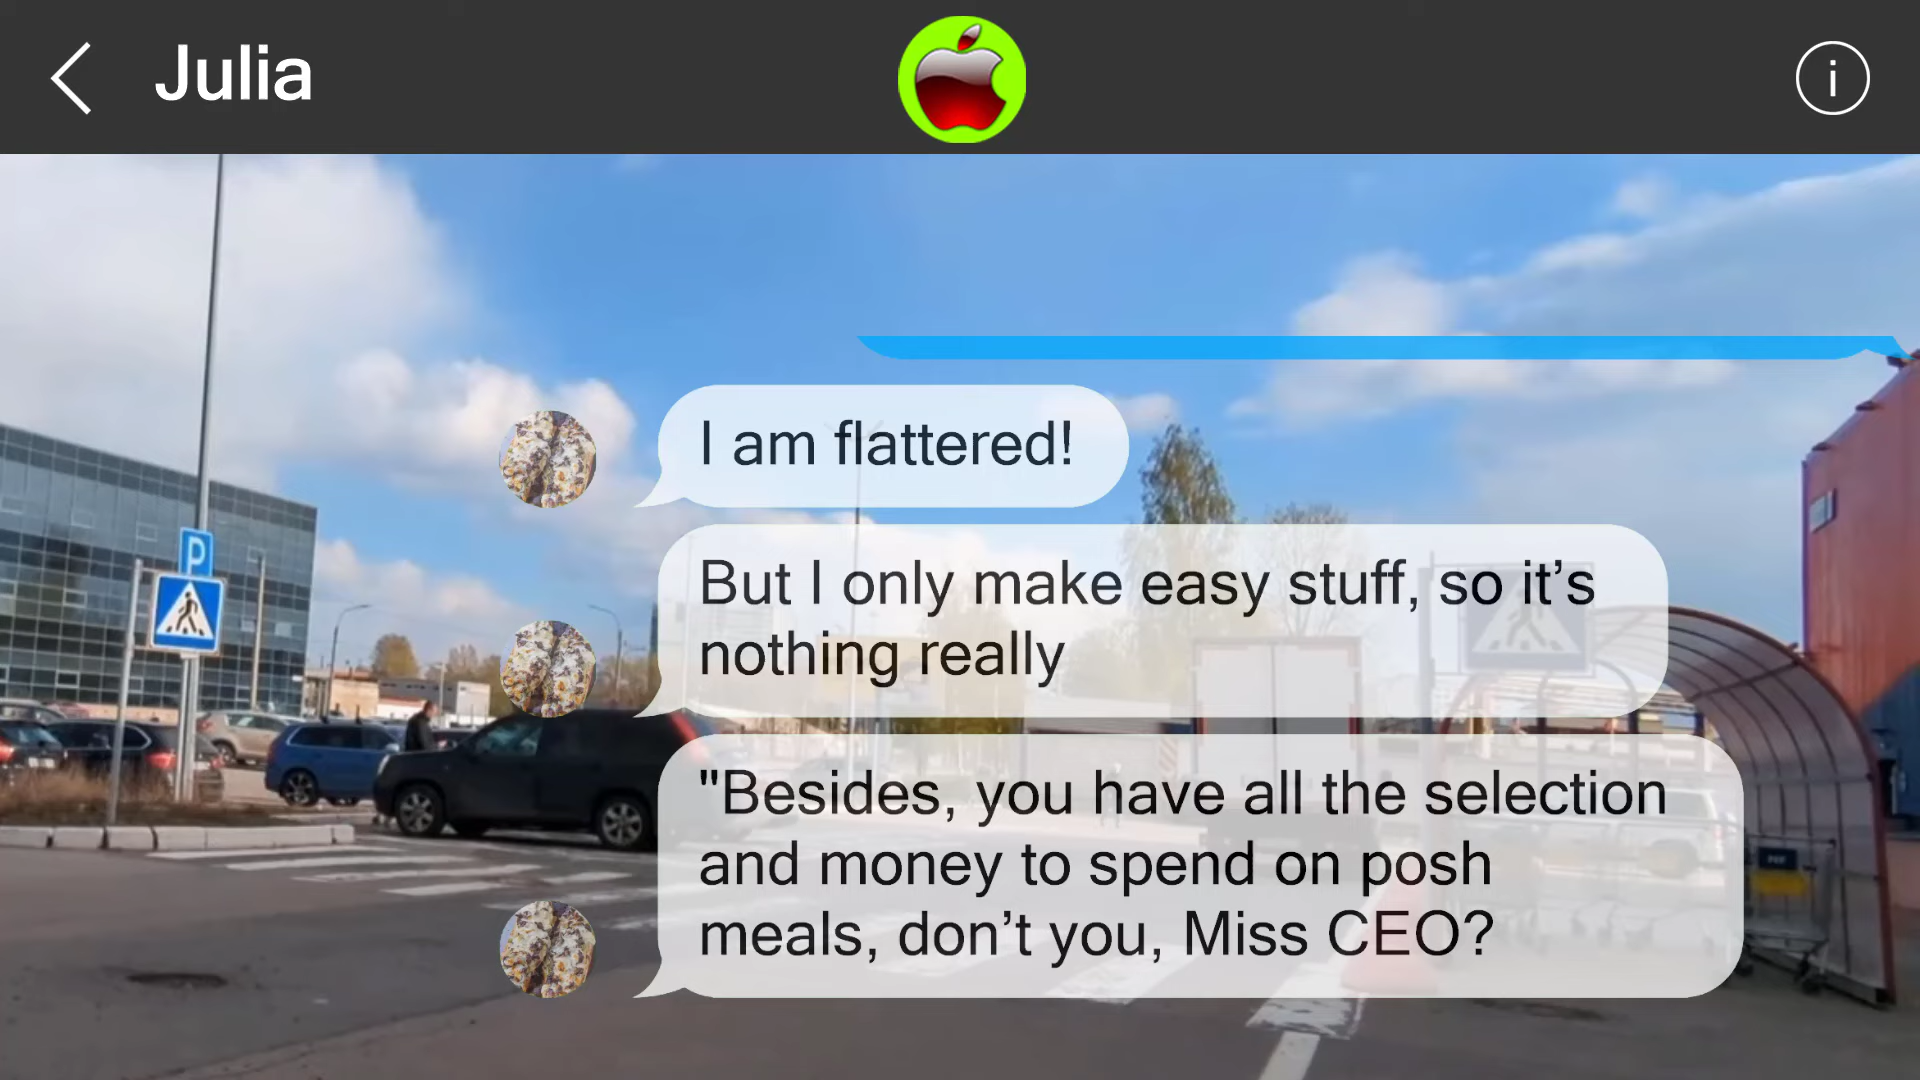 Julia
i
I am flattered!
But I only make easy stuff, so it’s
nothing really
"Besides, you have all the selection
and money to spend on posh
meals, don’t you, Miss CEO?
P